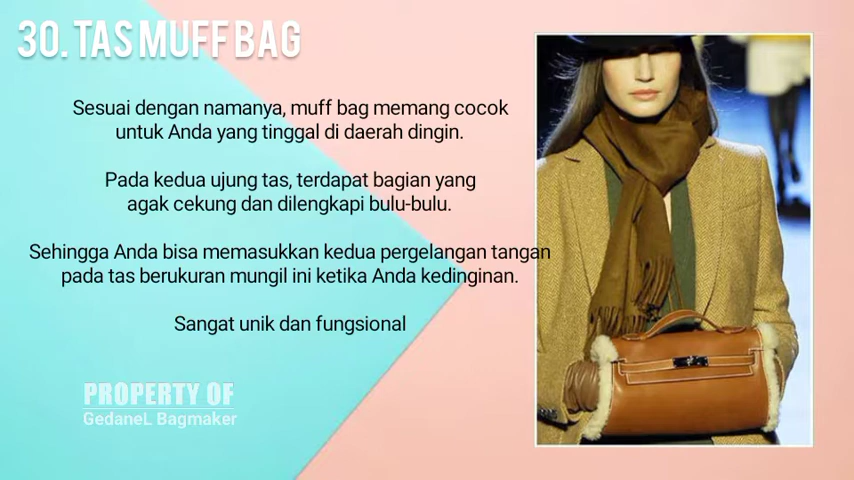 30. TAS MUFF BAG
Sesuai dengan namanya, muff bag memang cocok
untuk Anda yang tinggal di daerah dingin.
Pada kedua ujung tas, terdapat bagian yang
agak cekung dan dilengkapi bulu-bulu.
Sehingga Anda bisa memasukkan kedua pergelangan tangan
pada tas berukuran mungil ini ketika Anda kedinginan.
Sangat unik dan fungsional
PROPERTY OF
GedaneL Bagmaker